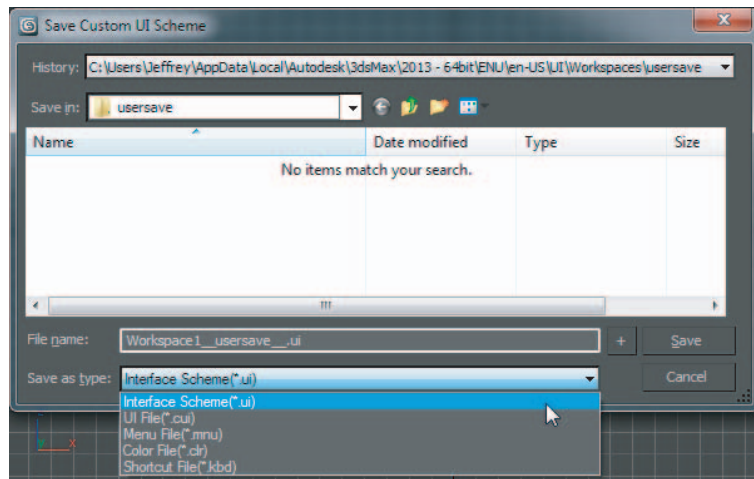 Save Custom UI Scheme
History: C:\Users\Jeffrey\AppData\Local\Autodesk\3dsMax\2013 - 64bit\ENU\en-US\UI\Workspaces\usersave
Save in: usersave
Name Date modified Type Size
No items match your search.
File name: Workspace1__usersave__.ui + Save
Save as type: Interface Scheme(*.ui) Cancel
Interface Scheme(*.ui)
UI File(*.cui)
Menu File(*.mnu)
Color File(*.clr)
Shortcut File(*.kbd)
x